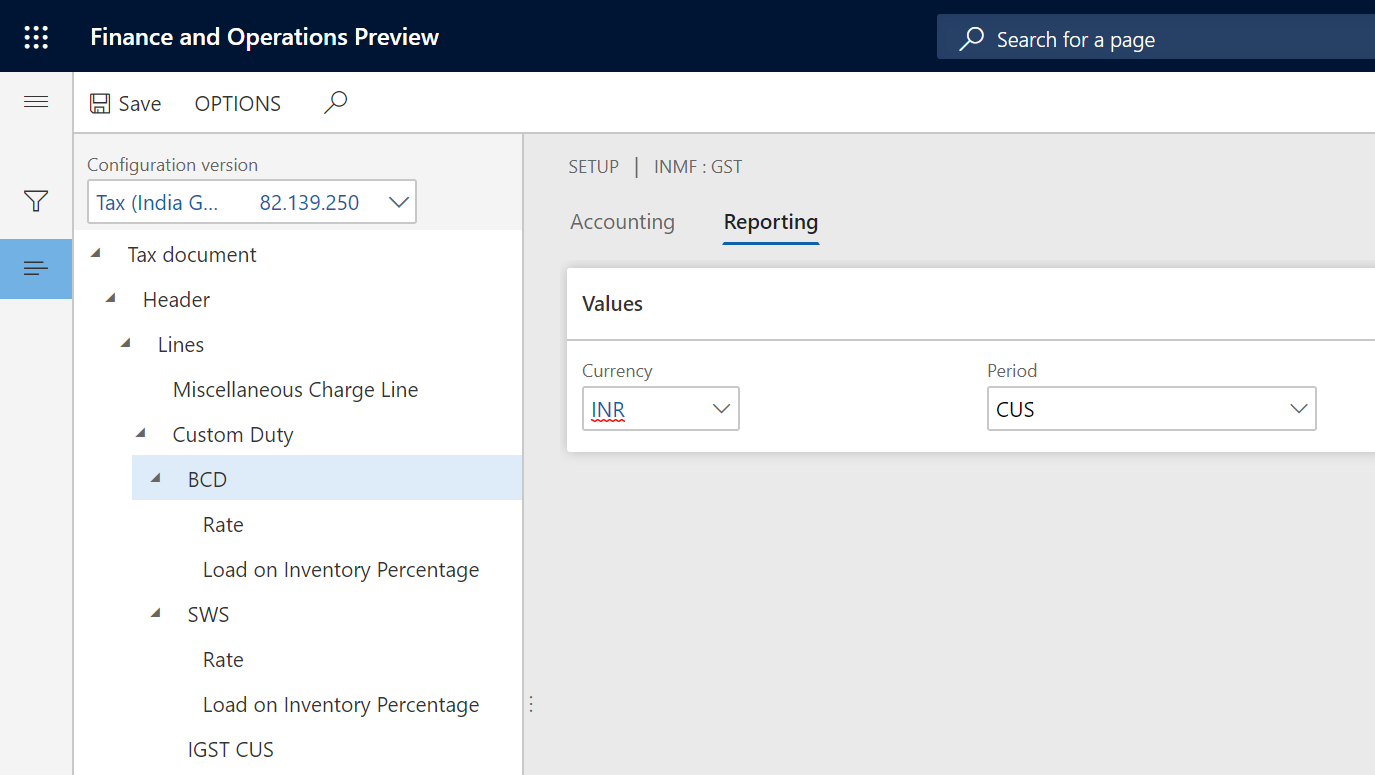 Finance and Operations Preview
Search for a page
Save
OPTIONS
Configuration version
Tax (India G... 82.139.250
Tax document
Header
Lines
Miscellaneous Charge Line
Custom Duty
BCD
Rate
Load on Inventory Percentage
SWS
Rate
Load on Inventory Percentage
IGST CUS
SETUP | INMF : GST
Accounting
Reporting
Values
Currency
INR
Period
CUS